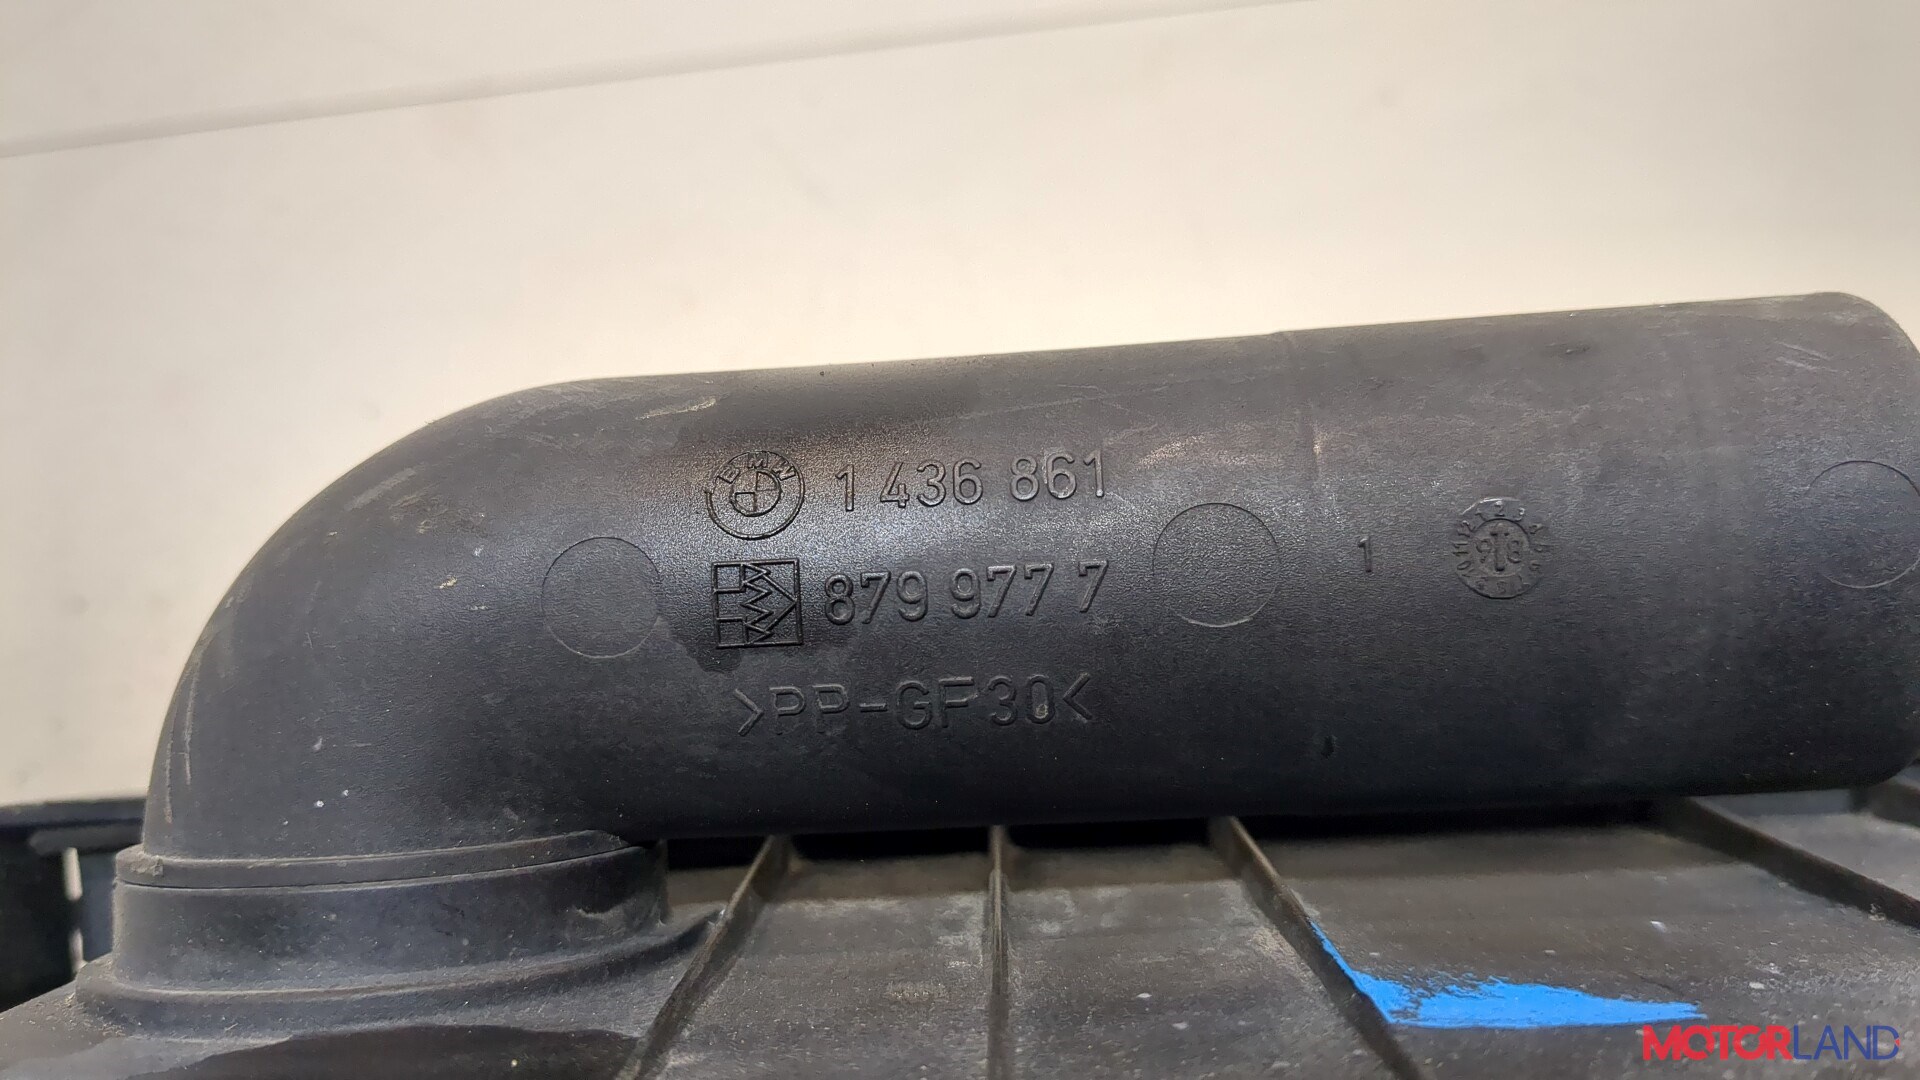 BMW 1 436 861
879 977 7
>PP-GF30<
1
MOTORLAND